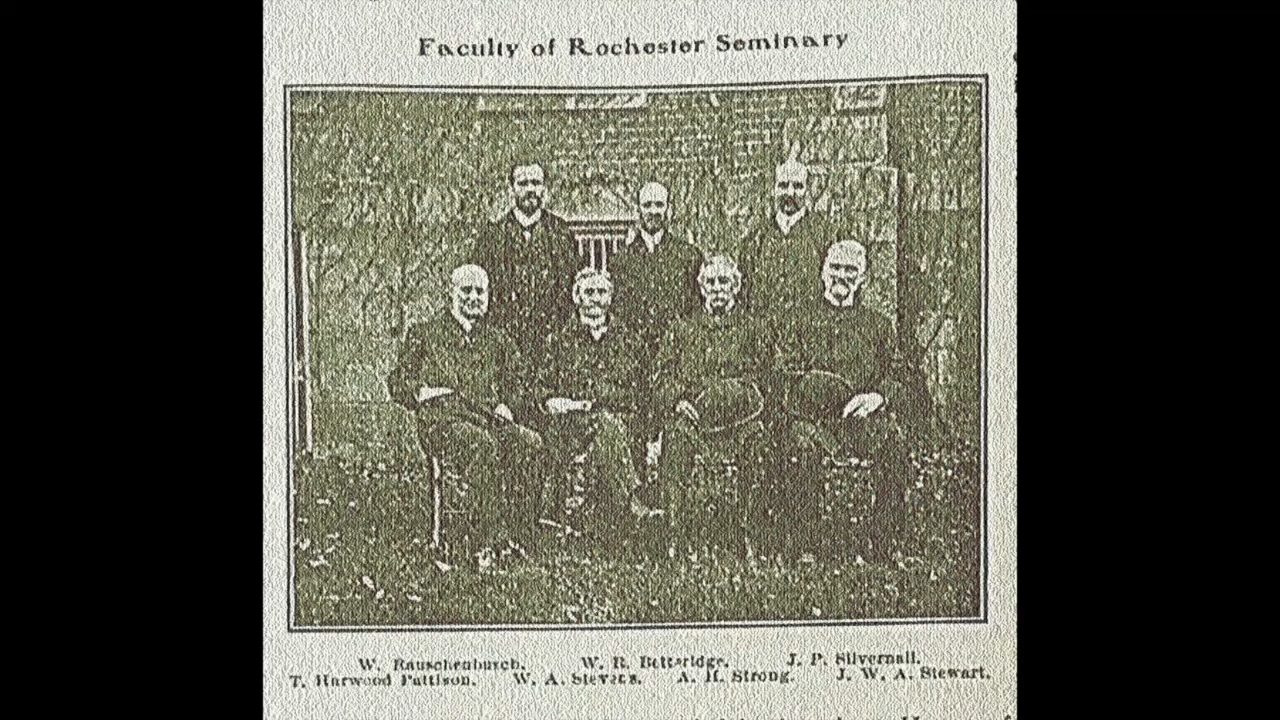 Faculty of Rochester Seminary
W. Rauschenbusch. W. R. Betteridge. J. P. Silvernail.
T. Harwood Pattison. W. A. Stevens. A. H. Strong. J. W. A. Stewart.